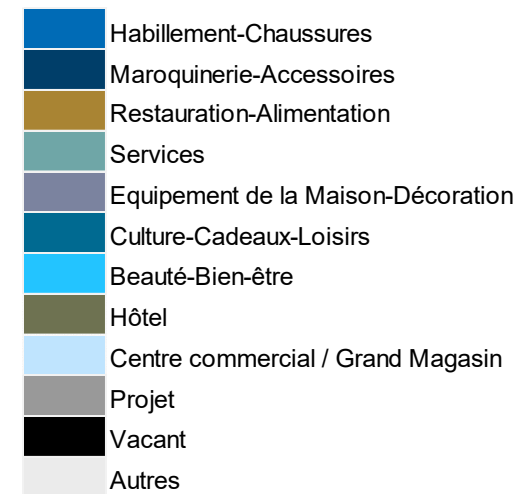 Habillement-Chaussures
Maroquinerie-Accessoires
Restauration-Alimentation
Services
Equipement de la Maison-Décoration
Culture-Cadeaux-Loisirs
Beauté-Bien-être
Hôtel
Centre commercial / Grand Magasin
Projet
Vacant
Autres